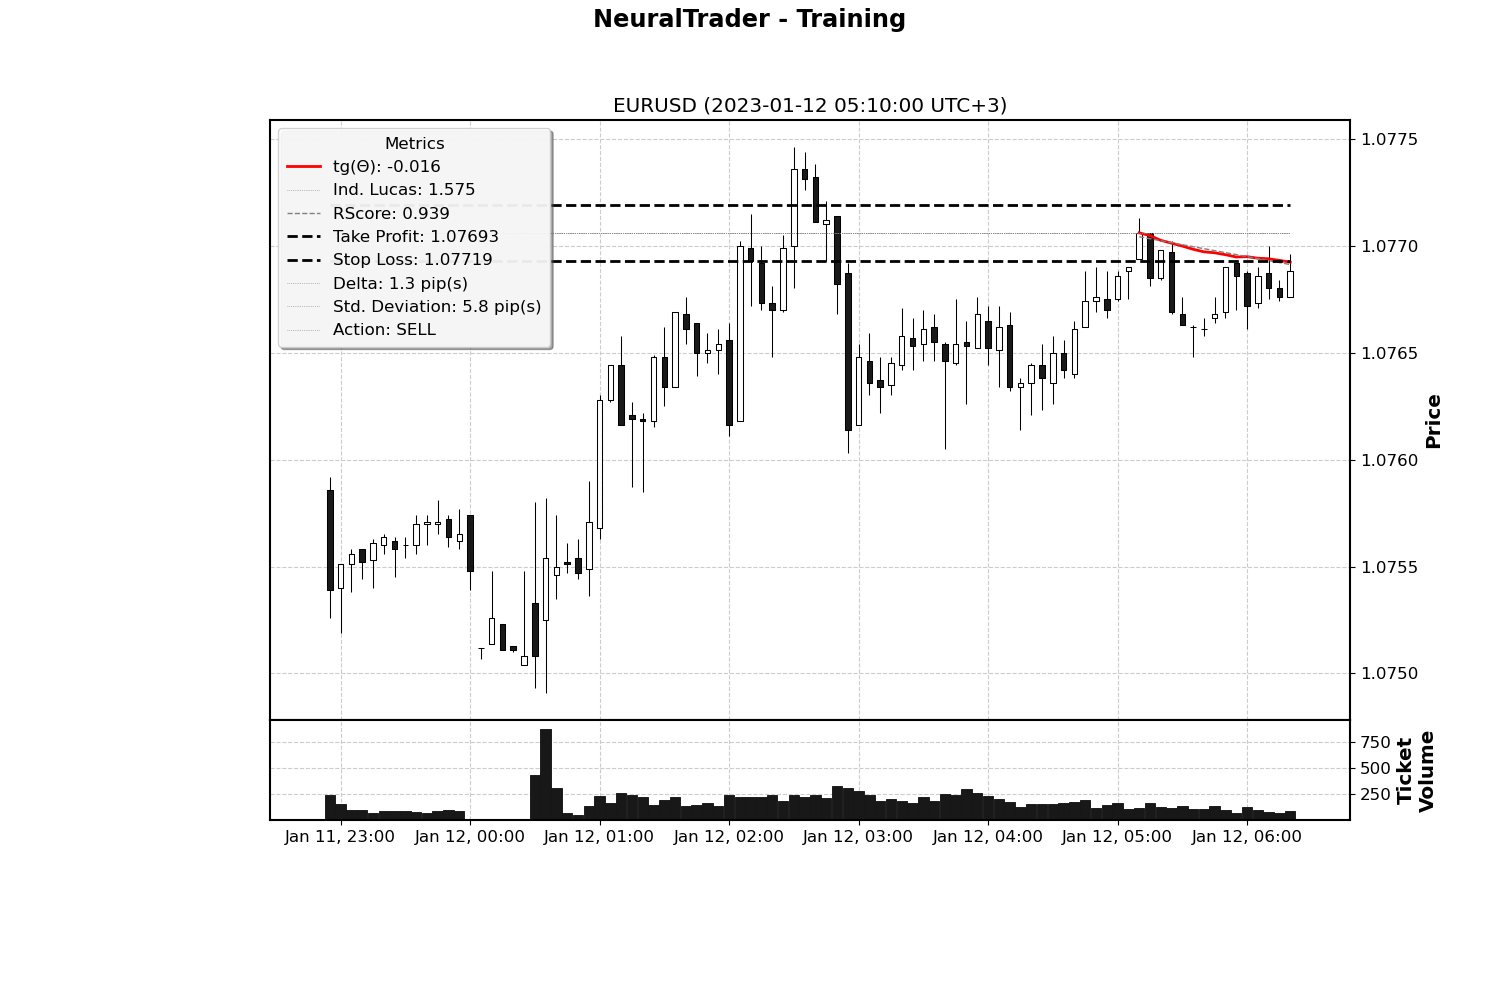 NeuralTrader - Training
EURUSD (2023-01-12 05:10:00 UTC+3)
Metrics
tg(Θ): -0.016
Ind. Lucas: 1.575
RScore: 0.939
Take Profit: 1.07693
Stop Loss: 1.07719
Delta: 1.3 pip(s)
Std. Deviation: 5.8 pip(s)
Action: SELL
1.0775
1.0770
1.0765
1.0760
1.0755
1.0750
Price
750
500
250
Ticket
Volume
Jan 11, 23:00
Jan 12, 00:00
Jan 12, 01:00
Jan 12, 02:00
Jan 12, 03:00
Jan 12, 04:00
Jan 12, 05:00
Jan 12, 06:00